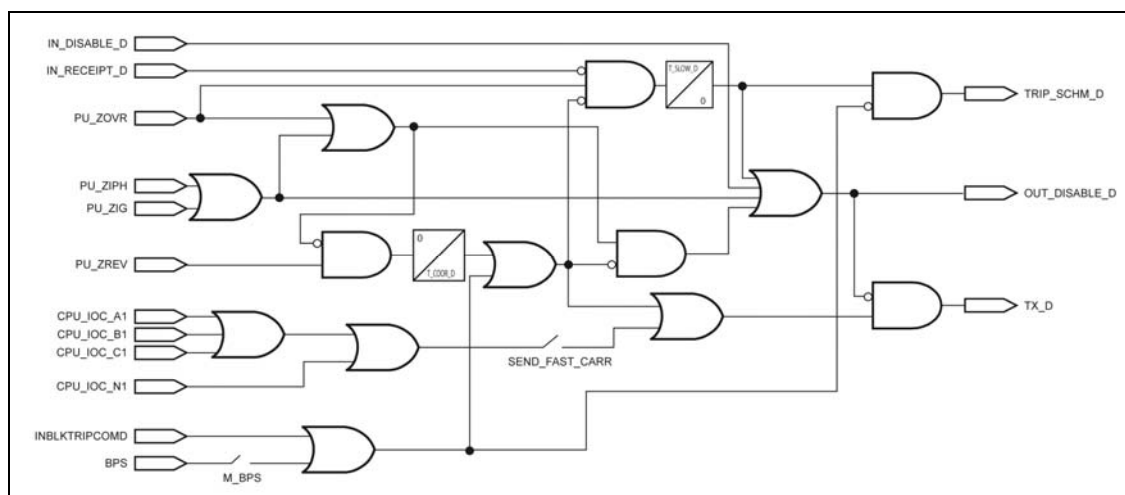 IN_DISABLE_D
IN_RECEIPT_D
T_SLOW_D
0
TRIP_SCHM_D
PU_ZOVR
PU_ZIPH
PU_ZIG
OUT_DISABLE_D
0
T_COOR_D
PU_ZREV
CPU_IOC_A1
CPU_IOC_B1
CPU_IOC_C1
TX_D
SEND_FAST_CARR
CPU_IOC_N1
INBLKTRIPCOMD
BPS
M_BPS